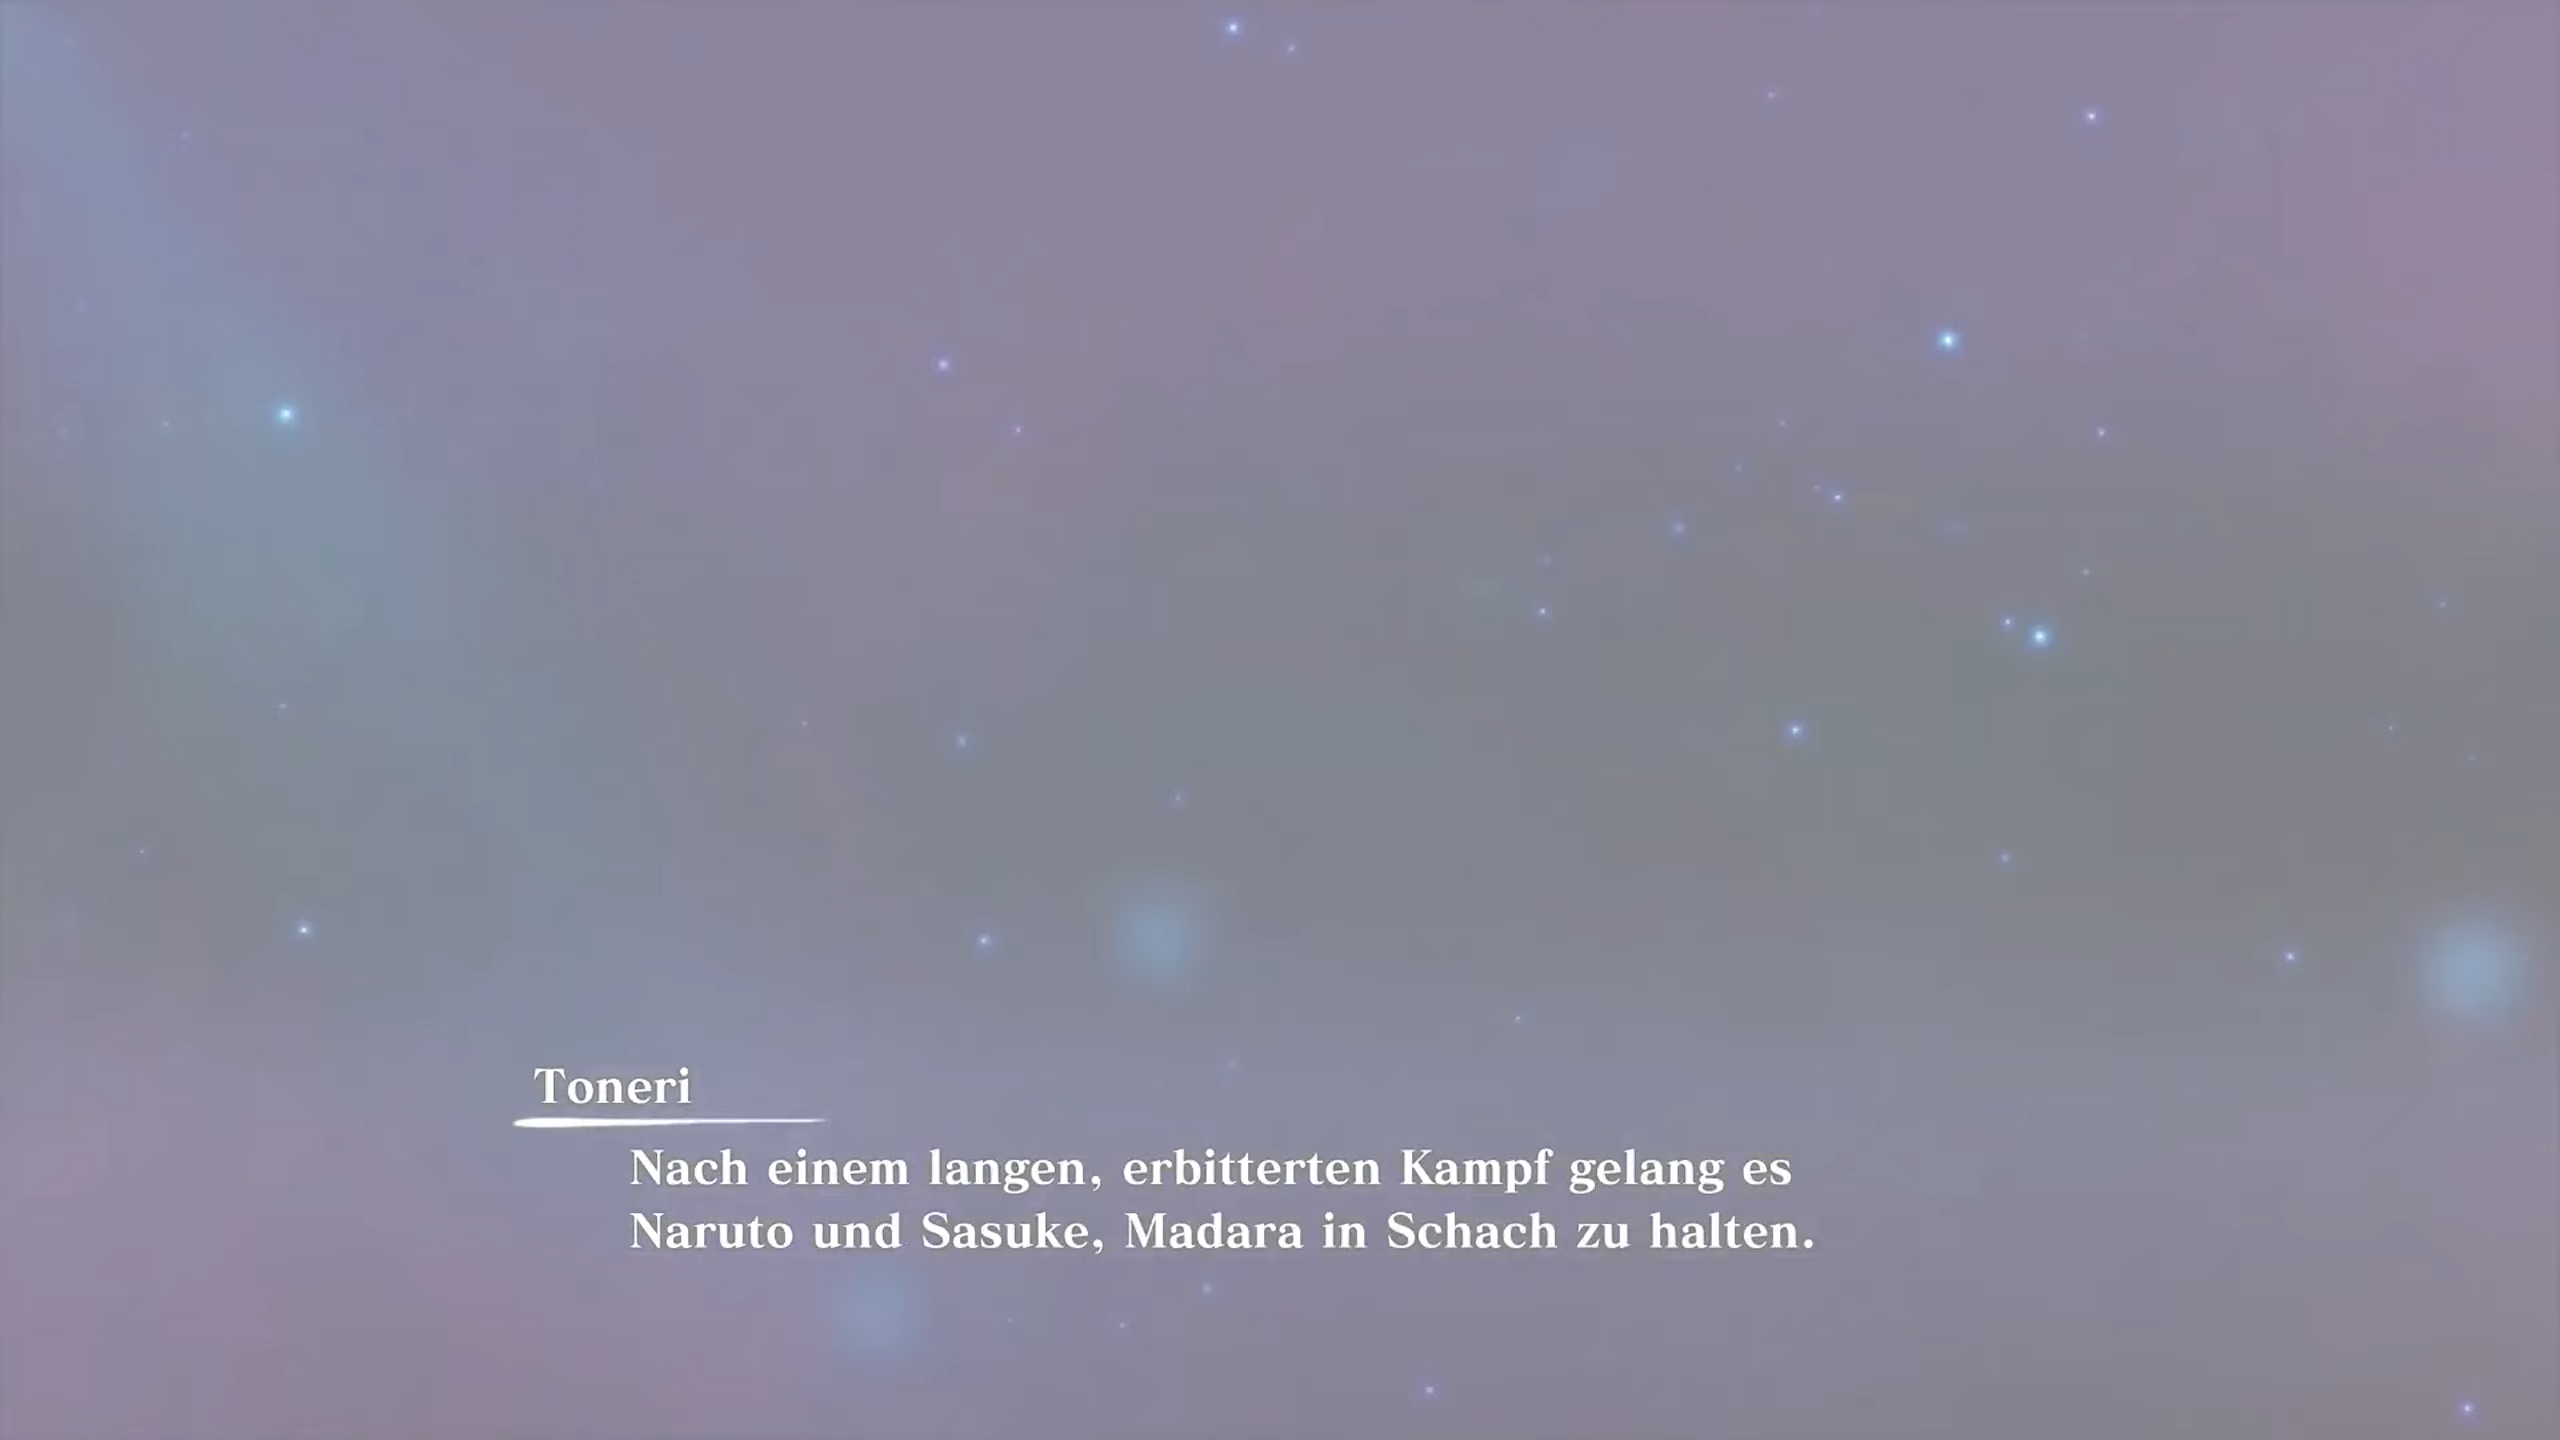 Toneri
Nach einem langen, erbitterten Kampf gelang es
Naruto und Sasuke, Madara in Schach zu halten.